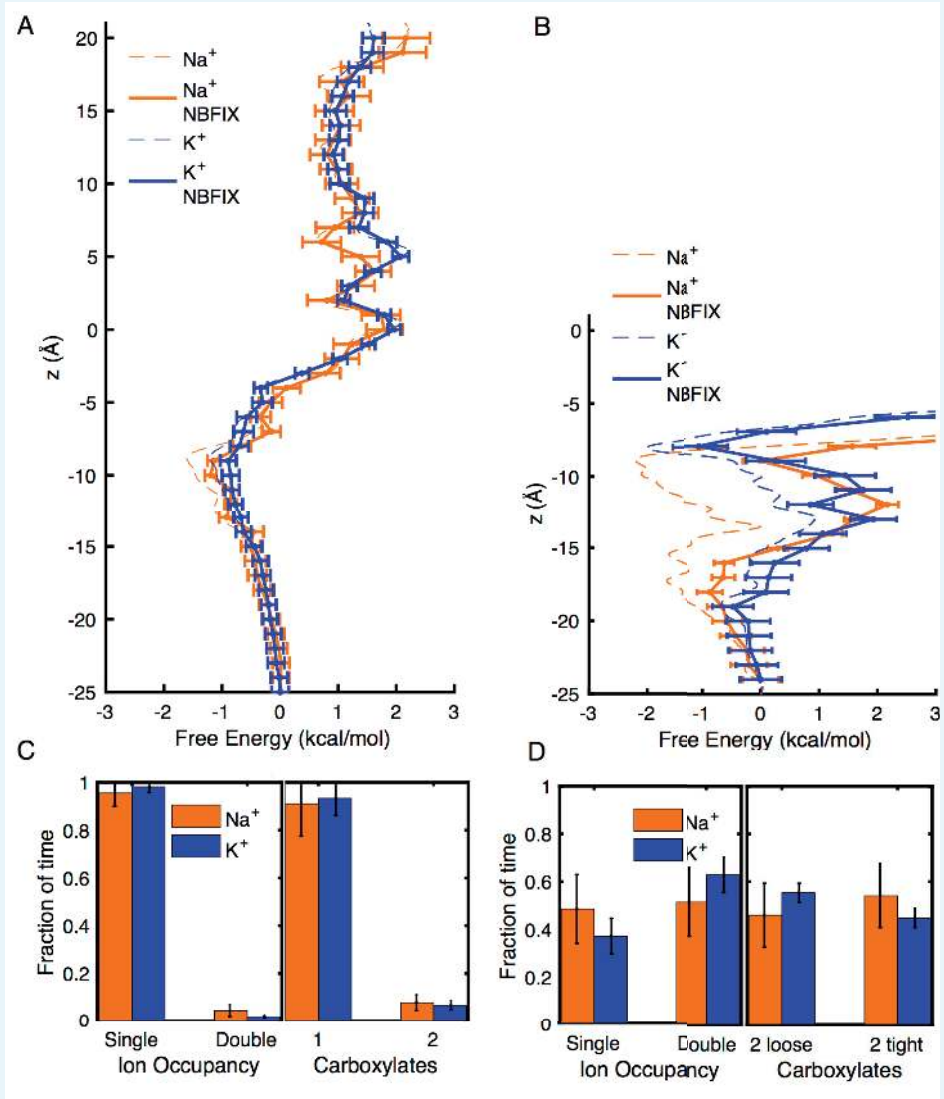 A
20
15
10
5
0
-5
-10
-15
-20
-25
z (Å)
-3 -2 -1 0 1 2 3
Free Energy (kcal/mol)
Na+
Na+
NBFIX
K+
K+
NBFIX
B
Na+
Na+
NBFIX
K-
K-
NBFIX
0
-5
-10
-15
-20
-25
z (Å)
-3 -2 -1 0 1 2 3
Free Energy (kcal/mol)
C
1
0.8
0.6
0.4
0.2
0
Fraction of time
Na+
K+
Single Double 1 2
Ion Occupancy Carboxylates
D
1
0.8
0.6
0.4
0.2
0
Fraction of time
Na+
K+
Single Double 2 loose 2 tight
Ion Occupancy Carboxylates